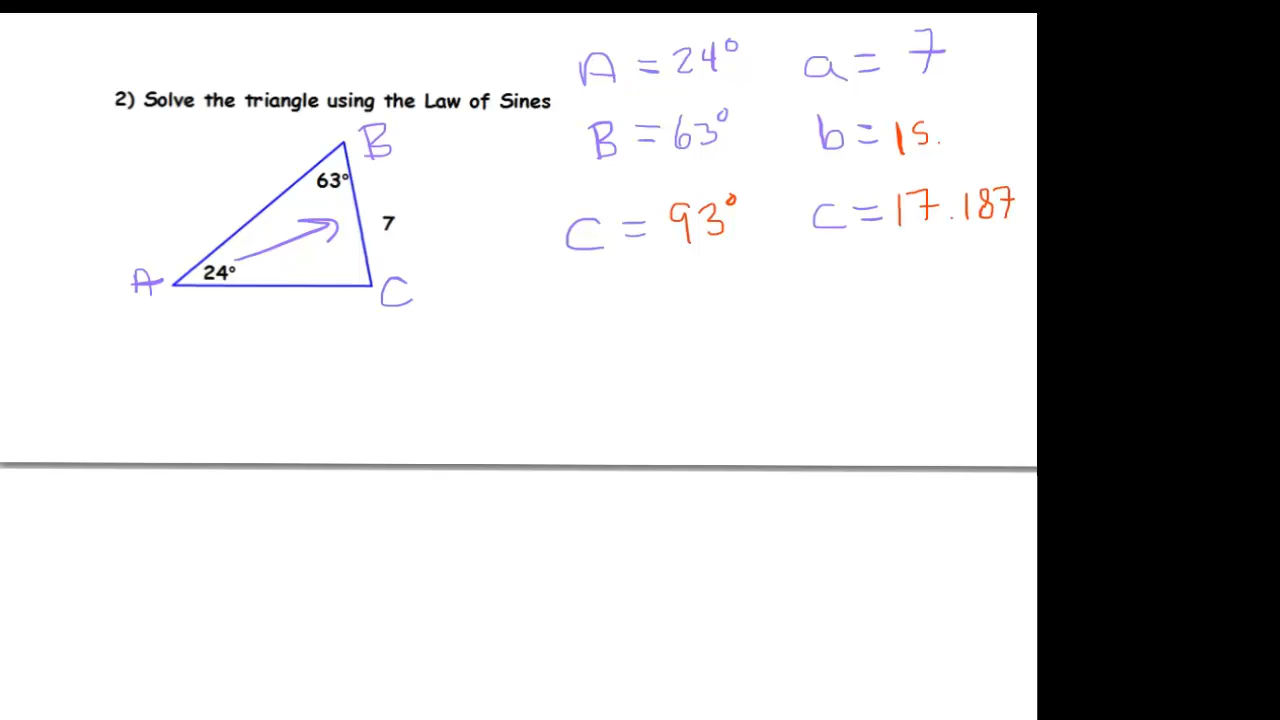 A = 24° a = 7
2) Solve the triangle using the Law of Sines
B
B = 63° b = 15.
63°
C = 93° c = 17.187
7
A 24°
C